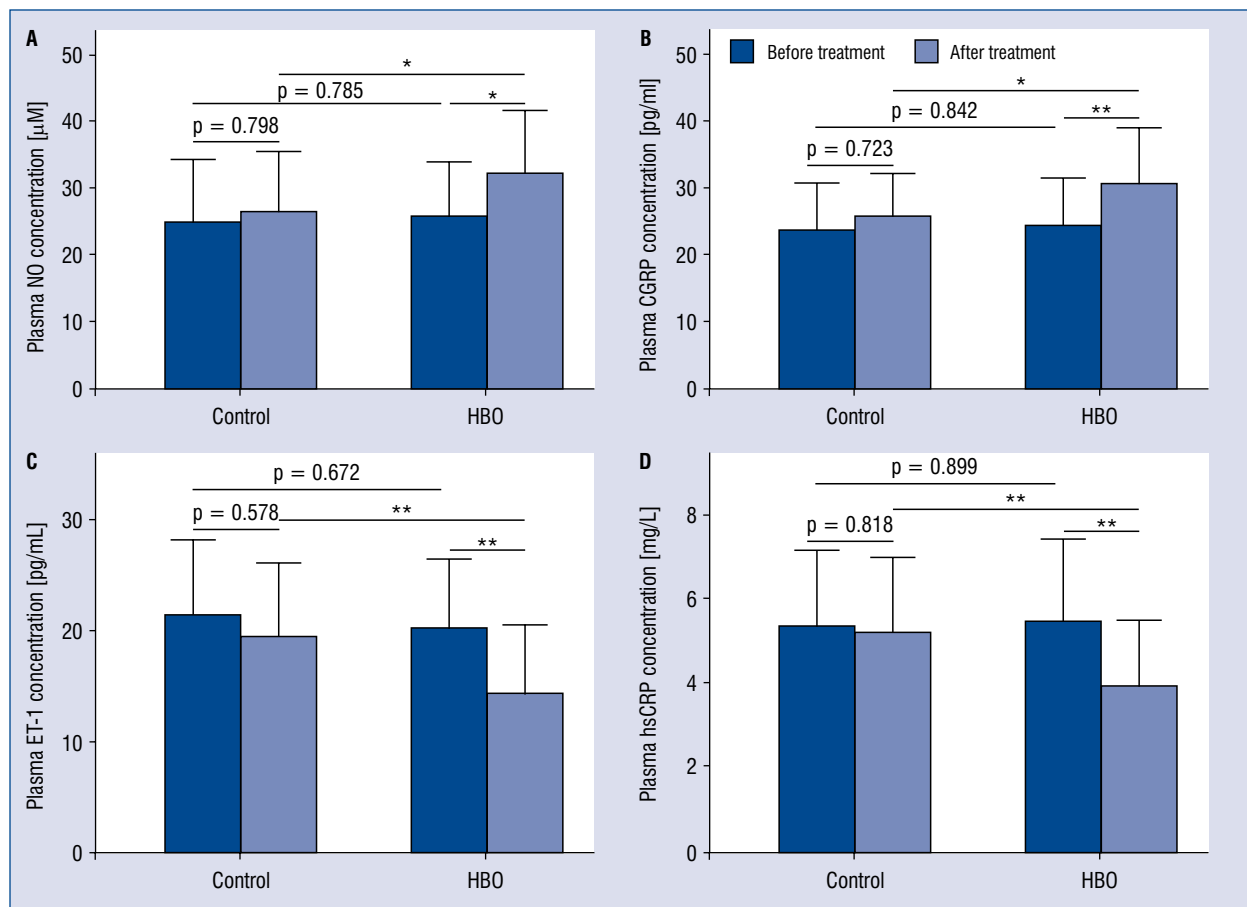 A
Plasma NO concentration [µM]
50
40
30
20
10
0
*
p = 0.785
*
p = 0.798
Control
HBO
B
Before treatment
After treatment
Plasma CGRP concentration [pg/ml]
50
40
30
20
10
0
*
p = 0.842
**
p = 0.723
Control
HBO
C
Plasma ET-1 concentration [pg/mL]
30
20
10
0
p = 0.672
p = 0.578
**
**
Control
HBO
D
Plasma hsCRP concentration [mg/L]
8
6
4
2
0
p = 0.899
**
p = 0.818
**
Control
HBO